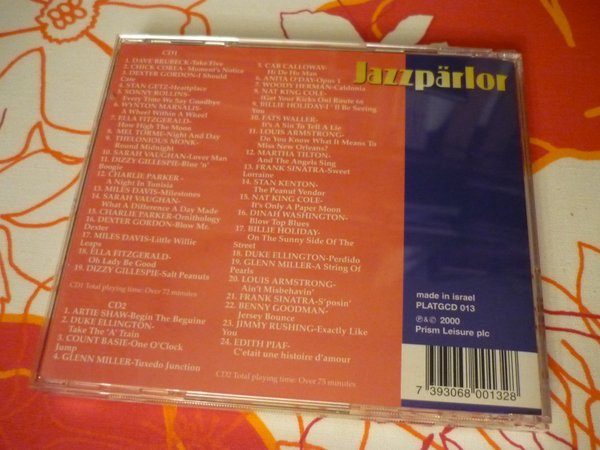 CD1
1. DAVE BRUBECK-Take Five
2. CHICK COREA-Moment's Notice
3. DEXTER GORDON-I Should
Care
4. STAN GETZ-Heartplace
5. SONNY ROLLINS-
Every Time We Say Goodbye
6. WYNTON MARSALIS-
A Wheel Within A Wheel
7. ELLA FITZGERALD-
How High The Moon
8. MEL TORME-Night And Day
9. THELONIOUS MONK-
Round Midnight
10. SARAH VAUGHAN-Lover Man
11. DIZZY GILLESPIE-Blue 'n'
Boogie
12. CHARLIE PARKER-
A Night In Tunisia
13. MILES DAVIS-Milestones
14. SARAH VAUGHAN-
What A Difference A Day Made
15. CHARLIE PARKER-Ornithology
16. DEXTER GORDON-Blow Mr.
Dexter
17. MILES DAVIS-Little Willie
Leaps
18. ELLA FITZGERALD-
Oh Lady Be Good
19. DIZZY GILLESPIE-Salt Peanuts
CD1 Total playing time: Over 72 minutes
CD2
1. ARTIE SHAW-Begin The Beguine
2. DUKE ELLINGTON-
Take The 'A' Train
3. COUNT BASIE-One O'Clock
Jump
4. GLENN MILLER-Tuxedo Junction
5. CAB CALLOWAY-
Hi De Ho Man
6. ANITA O'DAY-Opus 1
7. WOODY HERMAN-Caldonia
8. NAT KING COLE-
(Get Your Kicks On) Route 66
9. BILLIE HOLIDAY-I'll Be Seeing
You
10. FATS WALLER-
It's A Sin To Tell A Lie
11. LOUIS ARMSTRONG-
Do You Know What It Means To
Miss New Orleans?
12. MARTHA TILTON-
And The Angels Sing
13. FRANK SINATRA-Sweet
Lorraine
14. STAN KENTON-
The Peanut Vendor
15. NAT KING COLE-
It's Only A Paper Moon
16. DINAH WASHINGTON-
Blow Top Blues
17. BILLIE HOLIDAY-
On The Sunny Side Of The
Street
18. DUKE ELLINGTON-Perdido
19. GLENN MILLER-A String Of
Pearls
20. LOUIS ARMSTRONG-
Ain't Misbehavin'
21. FRANK SINATRA-S'posin'
22. BENNY GOODMAN-
Jersey Bounce
23. JIMMY RUSHING-Exactly Like
You
24. EDITH PIAF-
C'etait une histoire d'amour
CD2 Total playing time: Over 75 minutes
Jazzpärlor
made in israel
PLATGCD 013
℗&© 2000
Prism Leisure plc
7 393068 001328